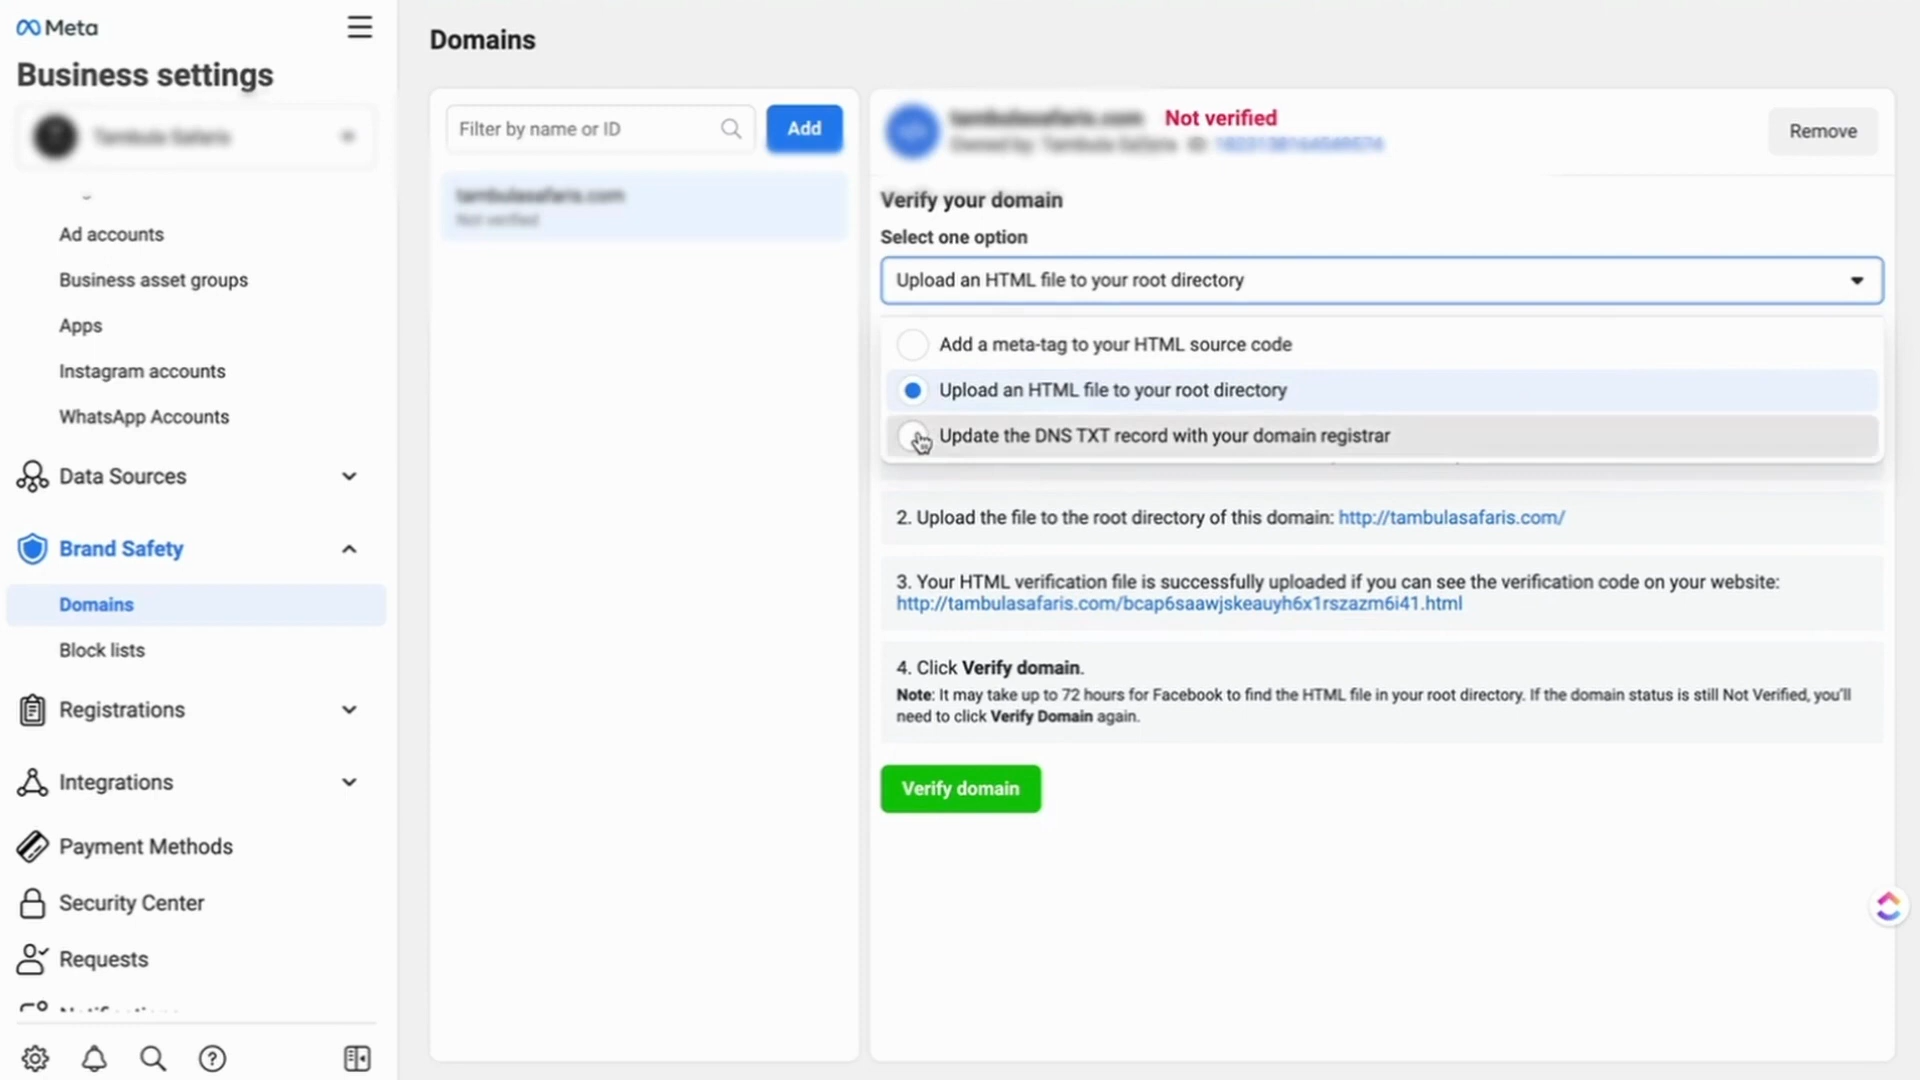 Meta
Business settings
Ad accounts
Business asset groups
Apps
Instagram accounts
WhatsApp Accounts
Data Sources
Brand Safety
Domains
Block lists
Registrations
Integrations
Payment Methods
Security Center
Requests
Domains
Filter by name or ID
Add
tambulasafaris.com
Not verified
tambulasafaris.com Not verified
Owned by: Tambula Safaris ID:
Remove
Verify your domain
Select one option
Upload an HTML file to your root directory
Add a meta-tag to your HTML source code
Upload an HTML file to your root directory
Update the DNS TXT record with your domain registrar
2. Upload the file to the root directory of this domain: http://tambulasafaris.com/
3. Your HTML verification file is successfully uploaded if you can see the verification code on your website:
http://tambulasafaris.com/bcap6saawjskeauyh6x1rszazm6i41.html
4. Click Verify domain.
Note: It may take up to 72 hours for Facebook to find the HTML file in your root directory. If the domain status is still Not Verified, you'll
need to click Verify Domain again.
Verify domain